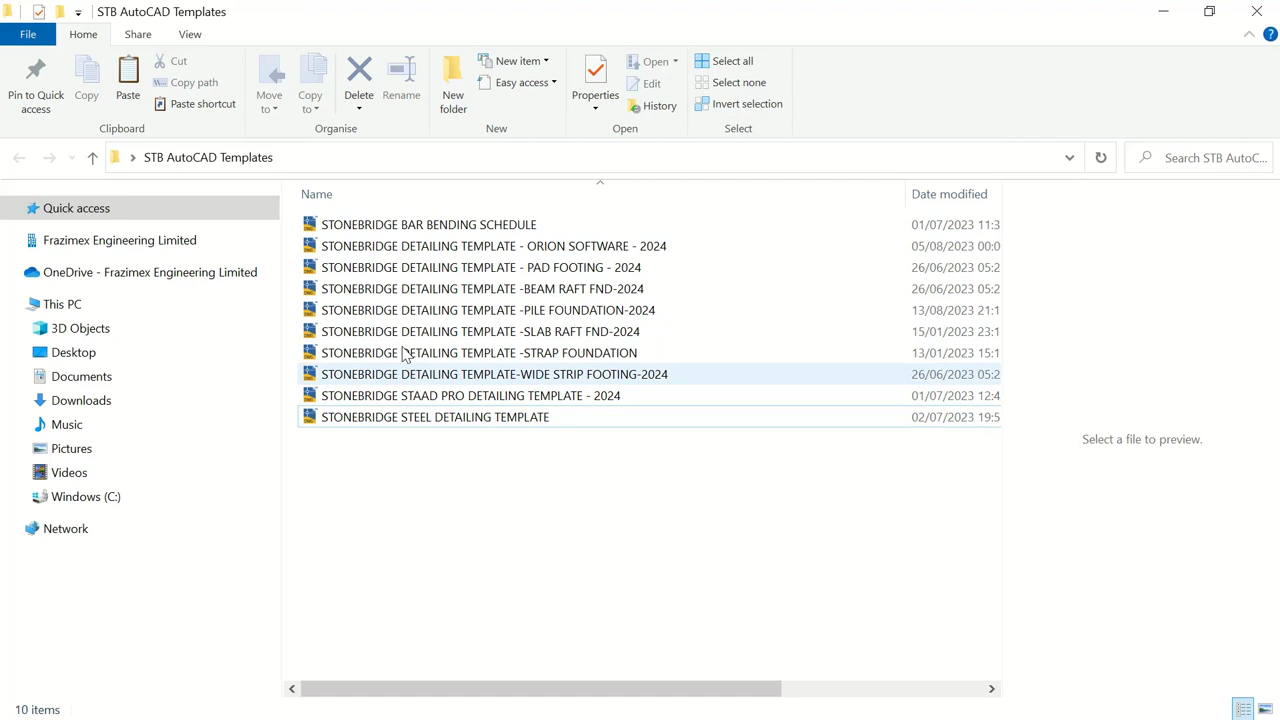 STB AutoCAD Templates
File Home Share View
Pin to Quick access
Copy
Paste
Cut
Copy path
Paste shortcut
Clipboard
Move to
Copy to
Delete
Rename
Organise
New folder
New item
Easy access
New
Properties
Open
Edit
History
Open
Select all
Select none
Invert selection
Select
STB AutoCAD Templates
Search STB AutoC...
Name Date modified
Quick access
Frazimex Engineering Limited
OneDrive - Frazimex Engineering Limited
This PC
3D Objects
Desktop
Documents
Downloads
Music
Pictures
Videos
Windows (C:)
Network
STONEBRIDGE BAR BENDING SCHEDULE 01/07/2023 11:3
STONEBRIDGE DETAILING TEMPLATE - ORION SOFTWARE - 2024 05/08/2023 00:0
STONEBRIDGE DETAILING TEMPLATE - PAD FOOTING - 2024 26/06/2023 05:2
STONEBRIDGE DETAILING TEMPLATE -BEAM RAFT FND-2024 26/06/2023 05:2
STONEBRIDGE DETAILING TEMPLATE -PILE FOUNDATION-2024 13/08/2023 21:1
STONEBRIDGE DETAILING TEMPLATE -SLAB RAFT FND-2024 15/01/2023 23:1
STONEBRIDGE DETAILING TEMPLATE -STRAP FOUNDATION 13/01/2023 15:1
STONEBRIDGE DETAILING TEMPLATE-WIDE STRIP FOOTING-2024 26/06/2023 05:2
STONEBRIDGE STAAD PRO DETAILING TEMPLATE - 2024 01/07/2023 12:4
STONEBRIDGE STEEL DETAILING TEMPLATE 02/07/2023 19:5
Select a file to preview.
10 items